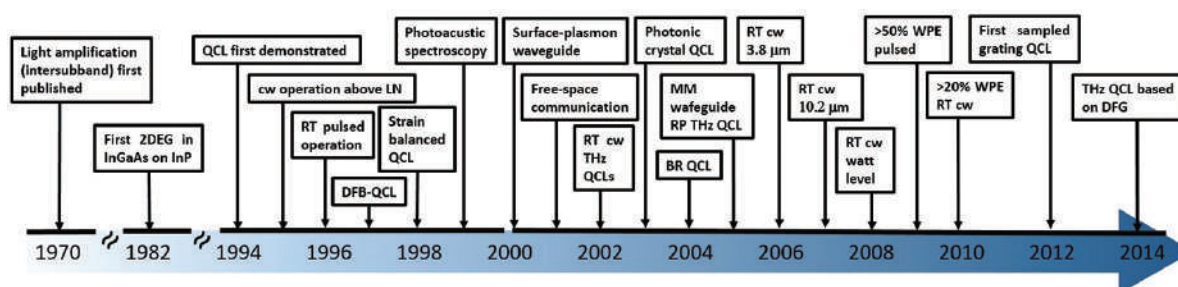 Light amplification
(intersubband) first
published
First 2DEG in
InGaAs on InP
QCL first demonstrated
cw operation above LN
RT pulsed
operation
DFB-QCL
Strain
balanced
QCL
Photoacustic
spectroscopy
Surface-plasmon
waveguide
Free-space
communication
RT cw
THz
QCLs
Photonic
crystal QCL
BR QCL
MM
wafeguide
RP THz QCL
RT cw
3.8 μm
RT cw
10.2 μm
RT cw
watt
level
>50% WPE
pulsed
>20% WPE
RT cw
First sampled
grating QCL
THz QCL based
on DFG
1970 1982 1994 1996 1998 2000 2002 2004 2006 2008 2010 2012 2014